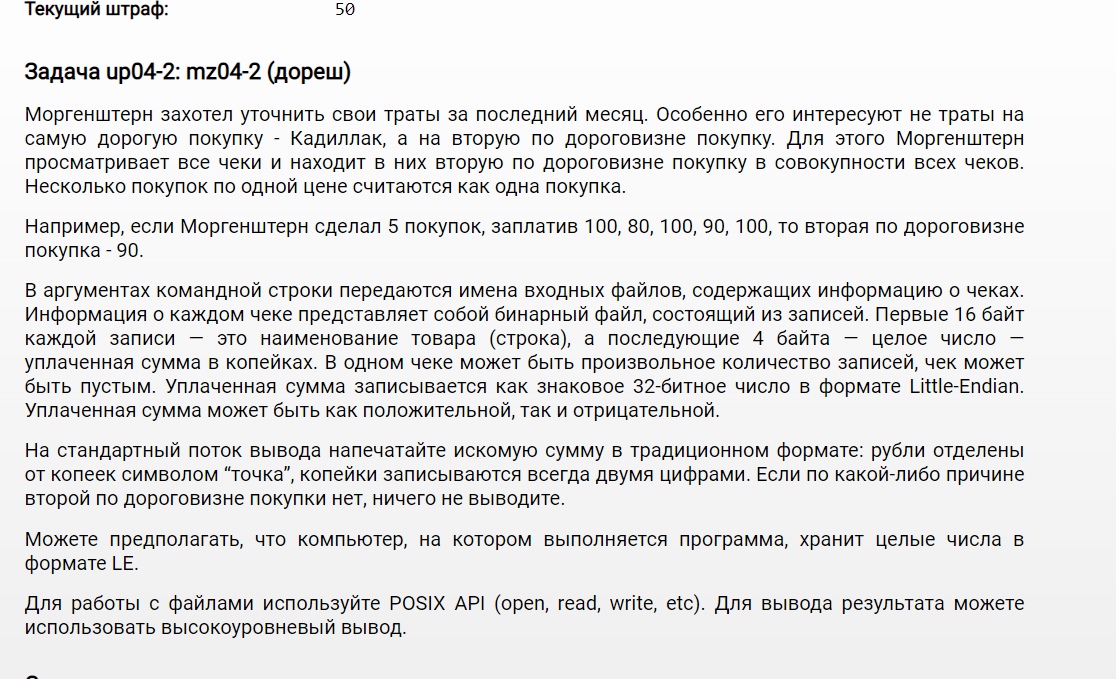 Текущий штраф: 50
Задача up04-2: mz04-2 (дореш)
Моргенштерн захотел уточнить свои траты за последний месяц. Особенно его интересуют не траты на
самую дорогую покупку - Кадиллак, а на вторую по дороговизне покупку. Для этого Моргенштерн
просматривает все чеки и находит в них вторую по дороговизне покупку в совокупности всех чеков.
Несколько покупок по одной цене считаются как одна покупка.
Например, если Моргенштерн сделал 5 покупок, заплатив 100, 80, 100, 90, 100, то вторая по дороговизне
покупка - 90.
В аргументах командной строки передаются имена входных файлов, содержащих информацию о чеках.
Информация о каждом чеке представляет собой бинарный файл, состоящий из записей. Первые 16 байт
каждой записи — это наименование товара (строка), а последующие 4 байта — целое число —
уплаченная сумма в копейках. В одном чеке может быть произвольное количество записей, чек может
быть пустым. Уплаченная сумма записывается как знаковое 32-битное число в формате Little-Endian.
Уплаченная сумма может быть как положительной, так и отрицательной.
На стандартный поток вывода напечатайте искомую сумму в традиционном формате: рубли отделены
от копеек символом “точка”, копейки записываются всегда двумя цифрами. Если по какой-либо причине
второй по дороговизне покупки нет, ничего не выводите.
Можете предполагать, что компьютер, на котором выполняется программа, хранит целые числа в
формате LE.
Для работы с файлами используйте POSIX API (open, read, write, etc). Для вывода результата можете
использовать высокоуровневый вывод.